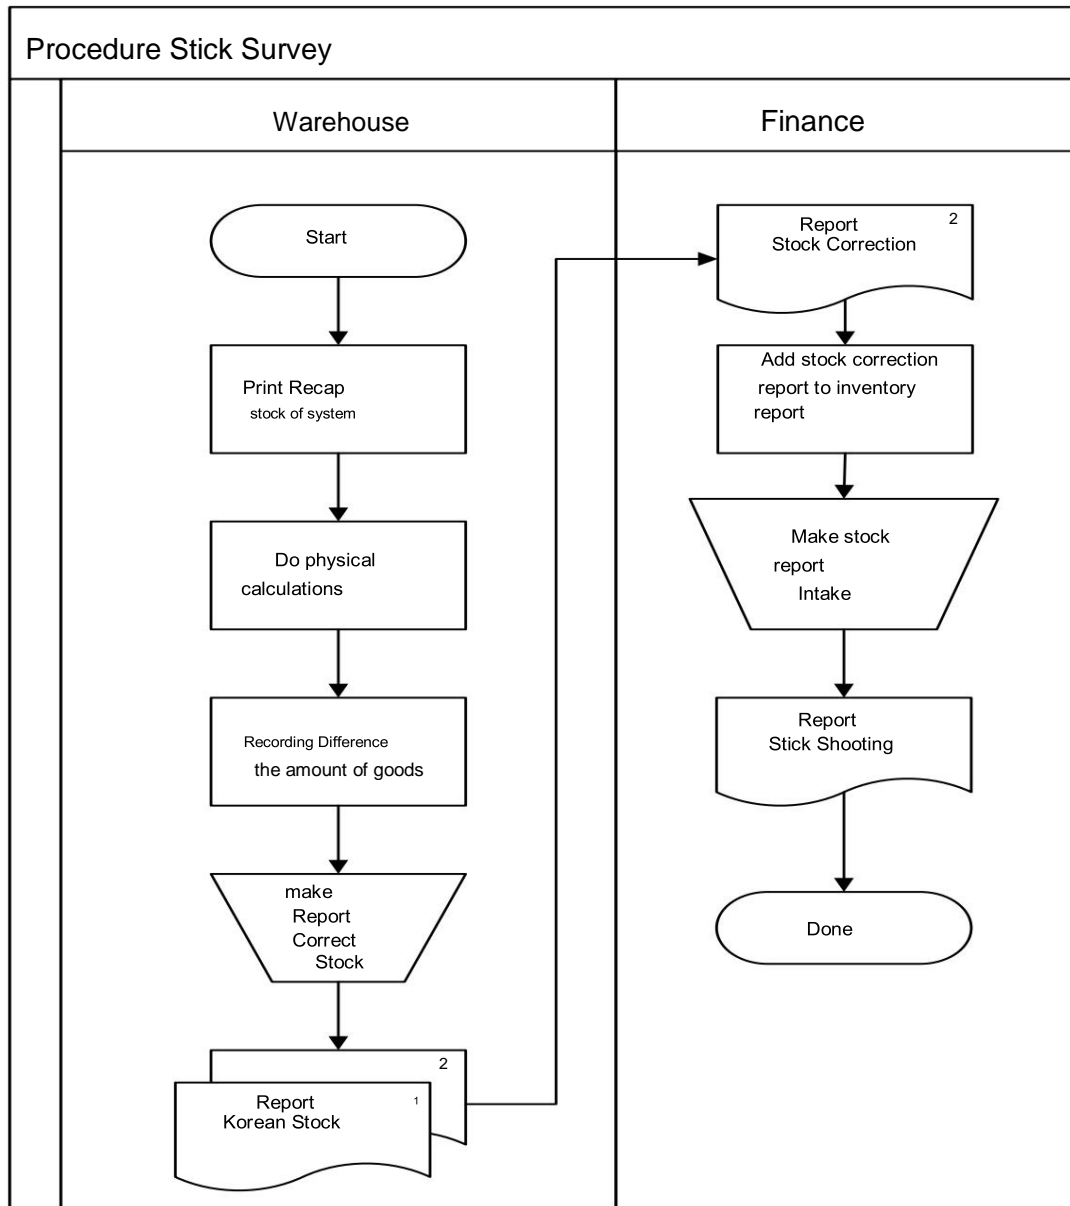 Procedure Stick Survey
Warehouse
Finance
Start
Print Recap
stock of system
Do physical
calculations
Recording Difference
the amount of goods
make
Report
Correct
Stock
2
Report
1
Korean Stock
Report
2
Stock Correction
Add stock correction
report to inventory
report
Make stock
report
Intake
Report
Stick Shooting
Done